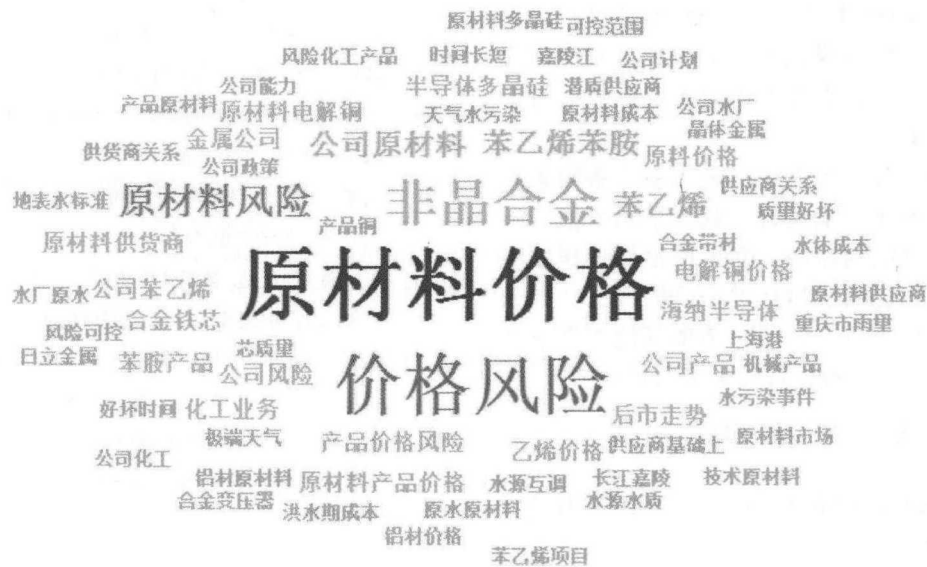 原材料多晶硅 可控范围
风险化工产品 时间长短 嘉陵江 公司计划
公司能力 半导体多晶硅 潜质供应商
产品原材料 原材料电解铜 天气水污染 原材料成本 公司水厂
供货商关系 金属公司 公司原材料 苯乙烯苯胺 原料价格 晶体金属
公司政策
地表水标准 原材料风险 产品铜 非晶合金 苯乙烯 供应商关系
质量好坏
原材料供货商 合金带材 水体成本
原材料价格 电解铜价格
水厂原水 公司苯乙烯 海纳半导体 原材料供应商
风险可控 合金铁芯 上海港 重庆市雨量
日立金属 苯胺产品 芯质量 公司风险 价格风险 公司产品 机械产品
好坏时间 化工业务 后市走势 水污染事件
极端天气 产品价格风险 乙烯价格 供应商基础上 原材料市场
公司化工
铝材原材料 原材料产品价格 水源互调 长江嘉陵 技术原材料
合金变压器 洪水期成本 原水原材料 水源水质
铝材价格
苯乙烯项目